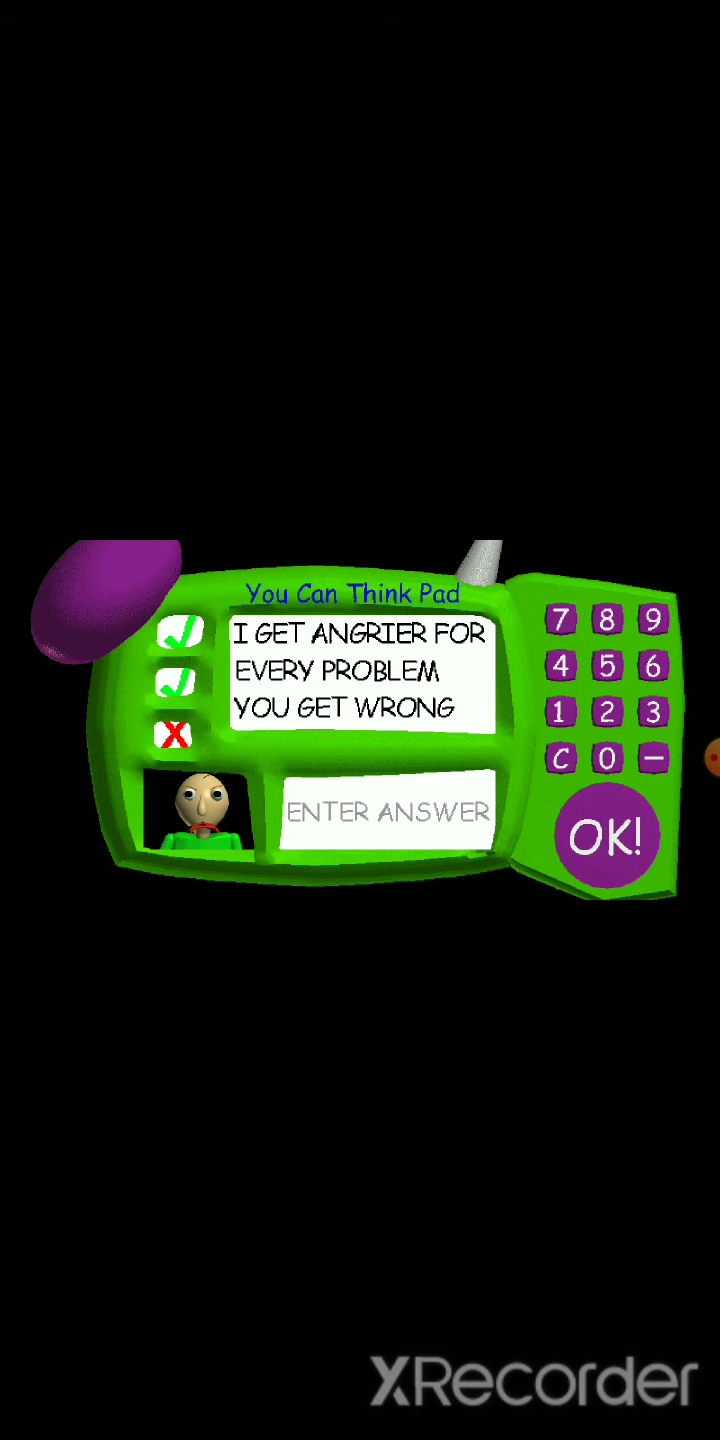 You Can Think Pad
I GET ANGRIER FOR
EVERY PROBLEM
YOU GET WRONG
X
ENTER ANSWER
7 8 9
4 5 6
1 2 3
C 0 −
OK!
XRecorder